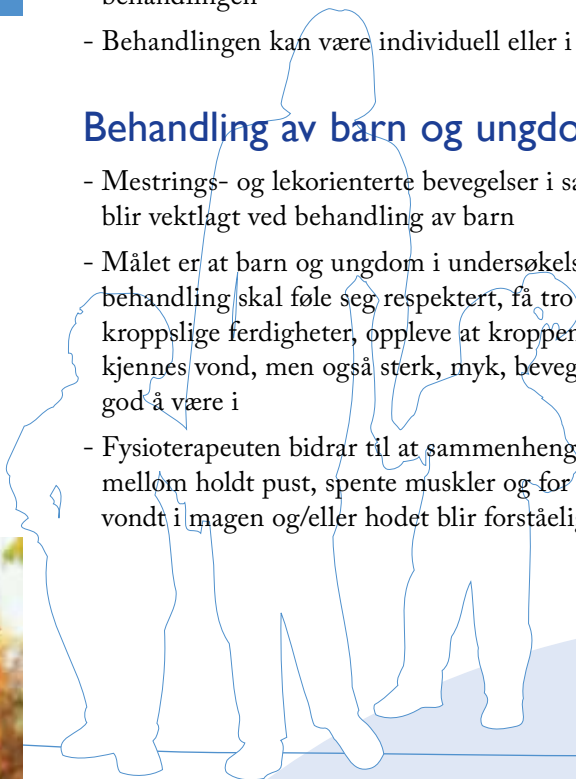 behandlingen
- Behandlingen kan være individuell eller i
Behandling av barn og ungdo
- Mestrings- og lekorienterte bevegelser i sa
blir vektlagt ved behandling av barn
- Målet er at barn og ungdom i undersøkels
behandling skal føle seg respektert, få tro
kroppslige ferdigheter, oppleve at kroppen
kjennes vond, men også sterk, myk, beveg
god å være i
- Fysioterapeuten bidrar til at sammenheng
mellom holdt pust, spente muskler og for
vondt i magen og/eller hodet blir forståelig